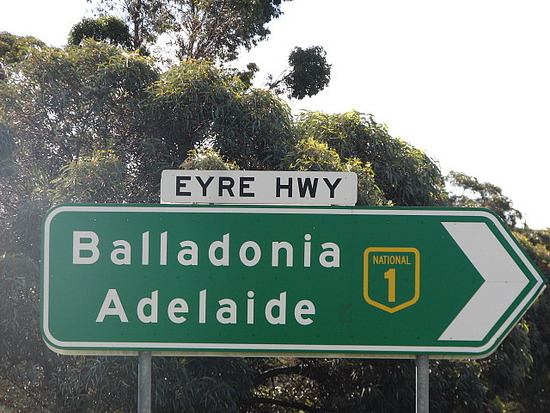 EYRE HWY
Balladonia
Adelaide
NATIONAL
1